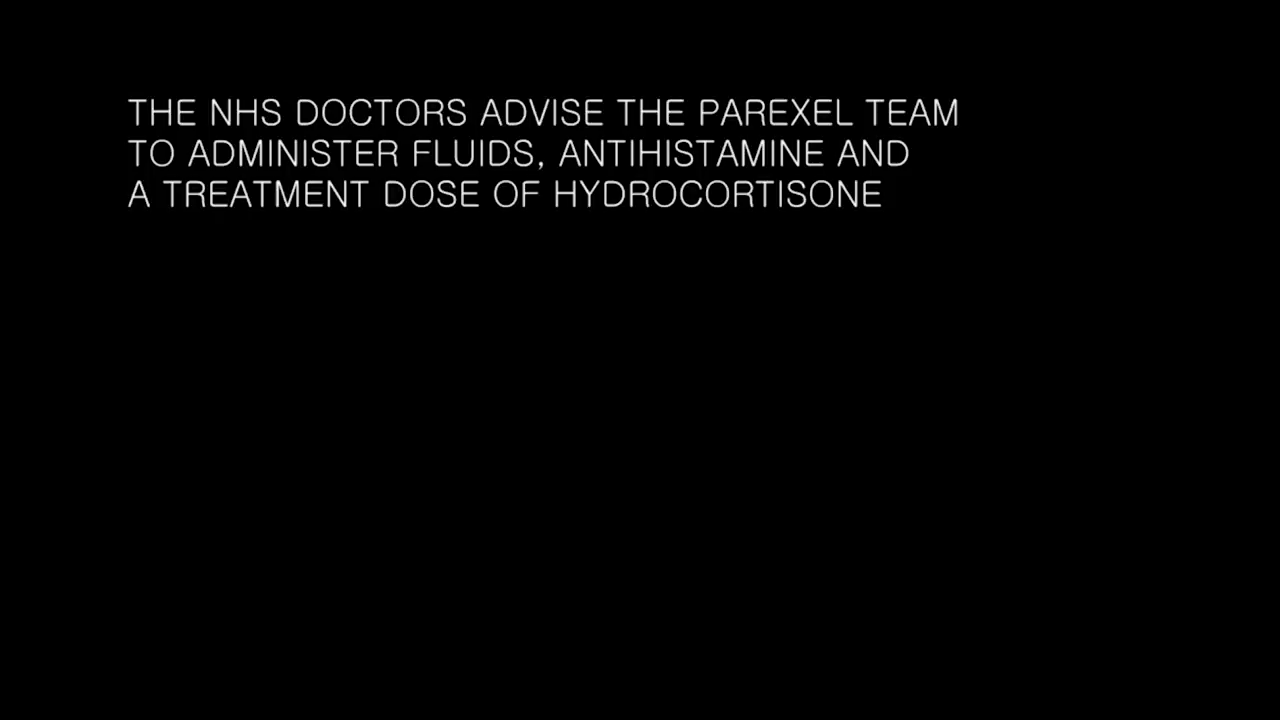 THE NHS DOCTORS ADVISE THE PAREXEL TEAM
TO ADMINISTER FLUIDS, ANTIHISTAMINE AND
A TREATMENT DOSE OF HYDROCORTISONE